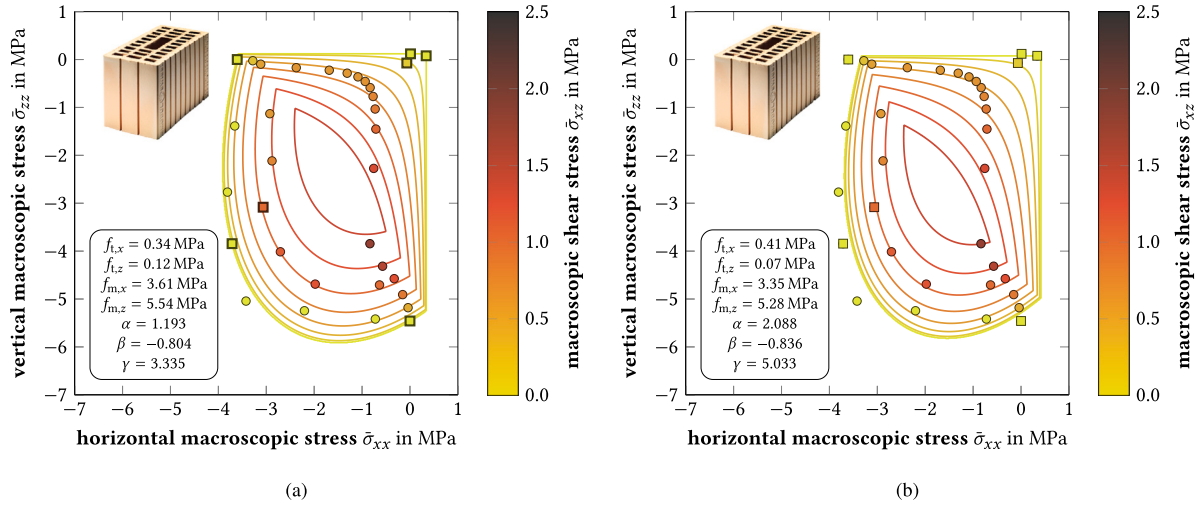 vertical macroscopic stress σ̄zz in MPa
1
0
−1
−2
−3
−4
−5
−6
−7
ft,x = 0.34 MPa
ft,z = 0.12 MPa
fm,x = 3.61 MPa
fm,z = 5.54 MPa
α = 1.193
β = −0.804
γ = 3.335
−7 −6 −5 −4 −3 −2 −1 0 1
horizontal macroscopic stress σ̄xx in MPa
2.5
2.0
1.5
1.0
0.5
0.0
macroscopic shear stress σ̄xz in MPa
(a)
vertical macroscopic stress σ̄zz in MPa
1
0
−1
−2
−3
−4
−5
−6
−7
ft,x = 0.41 MPa
ft,z = 0.07 MPa
fm,x = 3.35 MPa
fm,z = 5.28 MPa
α = 2.088
β = −0.836
γ = 5.033
−7 −6 −5 −4 −3 −2 −1 0 1
horizontal macroscopic stress σ̄xx in MPa
2.5
2.0
1.5
1.0
0.5
0.0
macroscopic shear stress σ̄xz in MPa
(b)